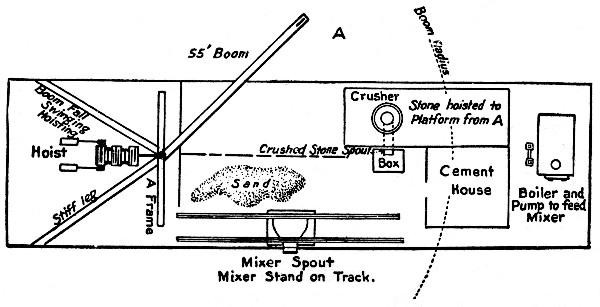 55' Boom
A
Boom Radius
Boom Fall
Swinging
Hoisting
Hoist
Stiff leg
A Frame
Crusher
Stone hoisted to
Platform from A
Crushed Stone Spout
Box
Sand
Cement
House
Boiler and
Pump to feed
Mixer
Mixer Spout
Mixer Stand on Track.